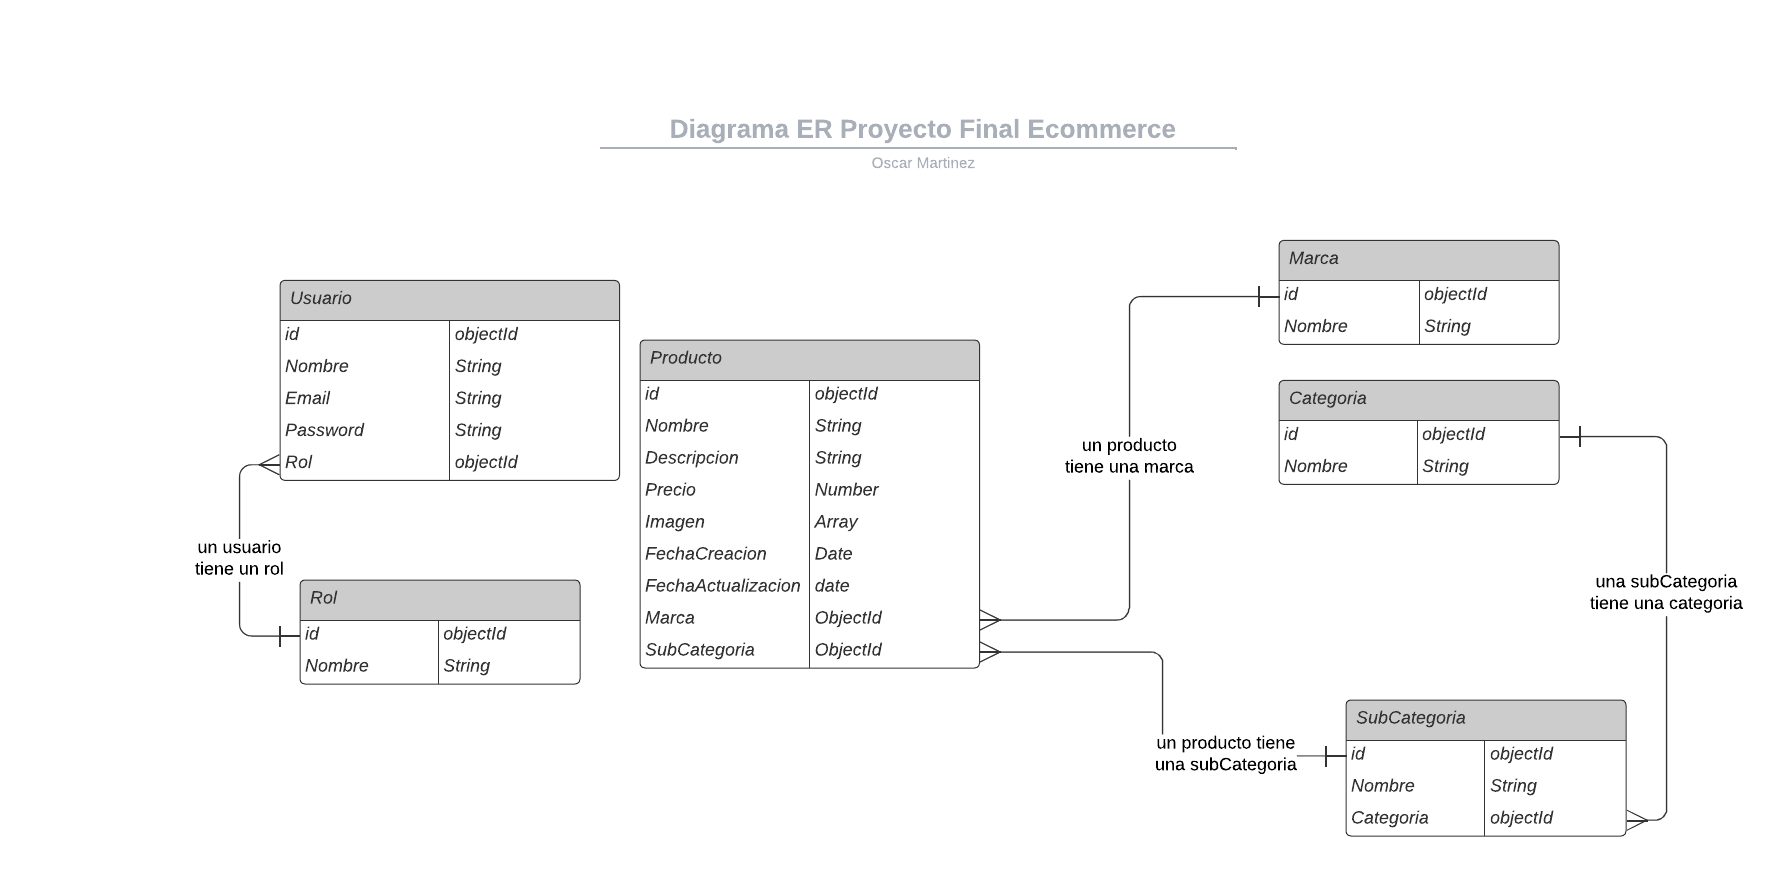 Diagrama ER Proyecto Final Ecommerce
Oscar Martinez
Usuario
id objectId
Nombre String
Email String
Password String
Rol objectId
un usuario
tiene un rol
Rol
id objectId
Nombre String
Producto
id objectId
Nombre String
Descripcion String
Precio Number
Imagen Array
FechaCreacion Date
FechaActualizacion date
Marca ObjectId
SubCategoria ObjectId
un producto
tiene una marca
Marca
id objectId
Nombre String
Categoria
id objectId
Nombre String
una subCategoria
tiene una categoria
un producto tiene
una subCategoria
SubCategoria
id objectId
Nombre String
Categoria objectId